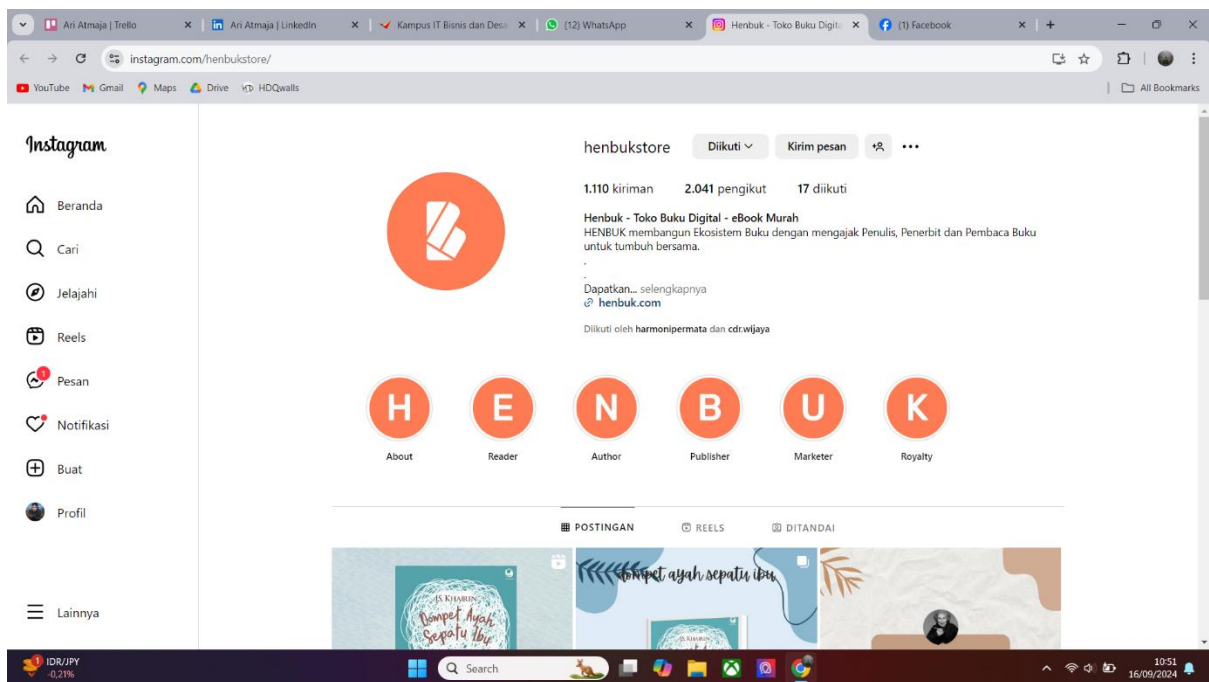 Ari Atmaja | Trello
Ari Atmaja | LinkedIn
Kampus IT Bisnis dan Desa
(12) WhatsApp
Henbuk - Toko Buku Digita
(1) Facebook
instagram.com/henbukstore/
YouTube
Gmail
Maps
Drive
HDQwalls
All Bookmarks
Instagram
Beranda
Cari
Jelajahi
Reels
1
Pesan
Notifikasi
Buat
Profil
Lainnya
henbukstore
Diikuti
Kirim pesan
1.110 kiriman 2.041 pengikut 17 diikuti
Henbuk - Toko Buku Digital - eBook Murah
HENBUK membangun Ekosistem Buku dengan mengajak Penulis, Penerbit dan Pembaca Buku
untuk tumbuh bersama.
.
.
Dapatkan... selengkapnya
henbuk.com
Diikuti oleh harmonipermata dan cdr.wijaya
H E N B U K
About Reader Author Publisher Marketer Royalty
POSTINGAN REELS DITANDAI
J.S. KHAIREN
Dompet Ayah
Sepatu Ibu
dompet ayah sepatu ibu
J.S. KHAIREN
1
IDR/JPY
-0,21%
Search
10:51
16/09/2024